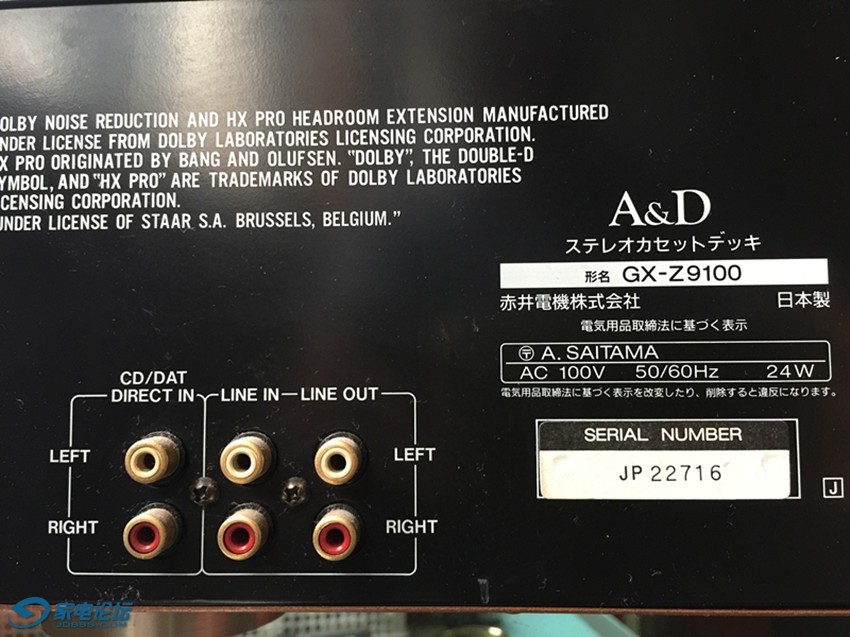 OLBY NOISE REDUCTION AND HX PRO HEADROOM EXTENSION MANUFACTURED
NDER LICENSE FROM DOLBY LABORATORIES LICENSING CORPORATION.
X PRO ORIGINATED BY BANG AND OLUFSEN. "DOLBY", THE DOUBLE-D
YMBOL, AND "HX PRO" ARE TRADEMARKS OF DOLBY LABORATORIES
ICENSING CORPORATION.
UNDER LICENSE OF STAAR S.A. BRUSSELS, BELGIUM."
A&D
ステレオカセットデッキ
形名 GX-Z9100
赤井電機株式会社 日本製
電気用品取締法に基づく表示
〶 A. SAITAMA
AC 100V 50/60Hz 24W
電気用品取締法に基づく表示を改変したり、削除すると違反になります。
SERIAL NUMBER
JP 22716
J
CD/DAT
DIRECT IN LINE IN LINE OUT
LEFT LEFT
RIGHT RIGHT
家电论坛
JD-BBS.COM